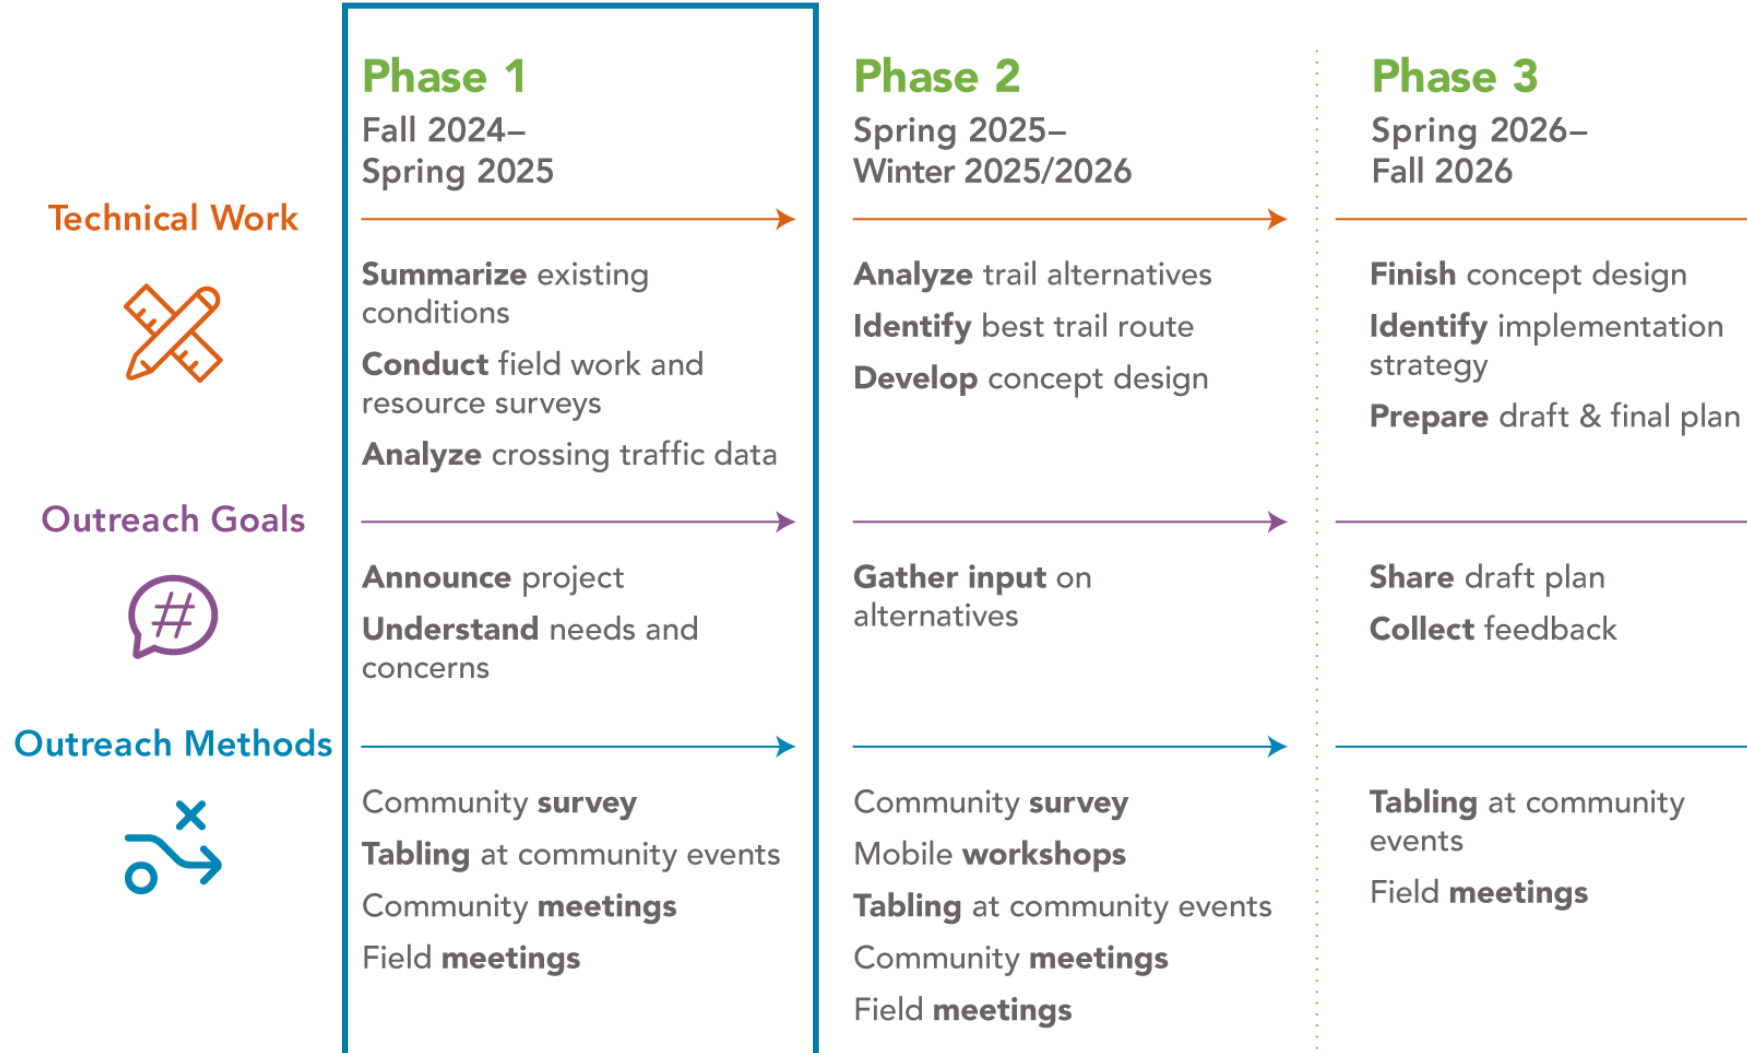 Phase 1
Fall 2024–
Spring 2025
Phase 2
Spring 2025–
Winter 2025/2026
Phase 3
Spring 2026–
Fall 2026
Technical Work
Summarize existing
conditions
Conduct field work and
resource surveys
Analyze crossing traffic data
Analyze trail alternatives
Identify best trail route
Develop concept design
Finish concept design
Identify implementation
strategy
Prepare draft & final plan
Outreach Goals
#
Announce project
Understand needs and
concerns
Gather input on
alternatives
Share draft plan
Collect feedback
Outreach Methods
Community survey
Tabling at community events
Community meetings
Field meetings
Community survey
Mobile workshops
Tabling at community events
Community meetings
Field meetings
Tabling at community
events
Field meetings